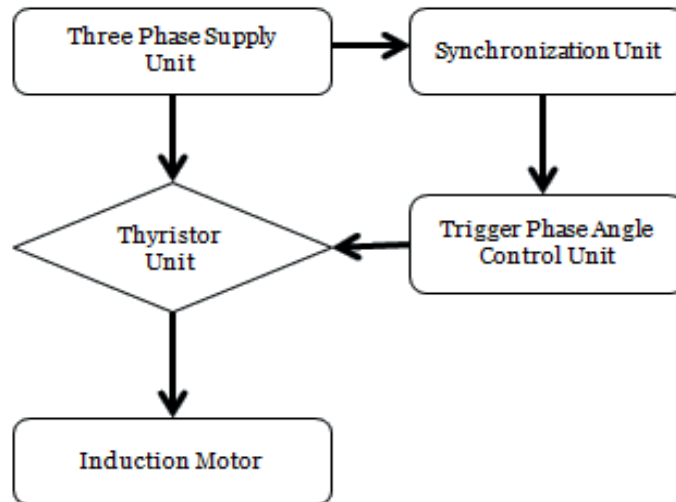 Three Phase Supply
Unit
Synchronization Unit
Thyristor
Unit
Trigger Phase Angle
Control Unit
Induction Motor